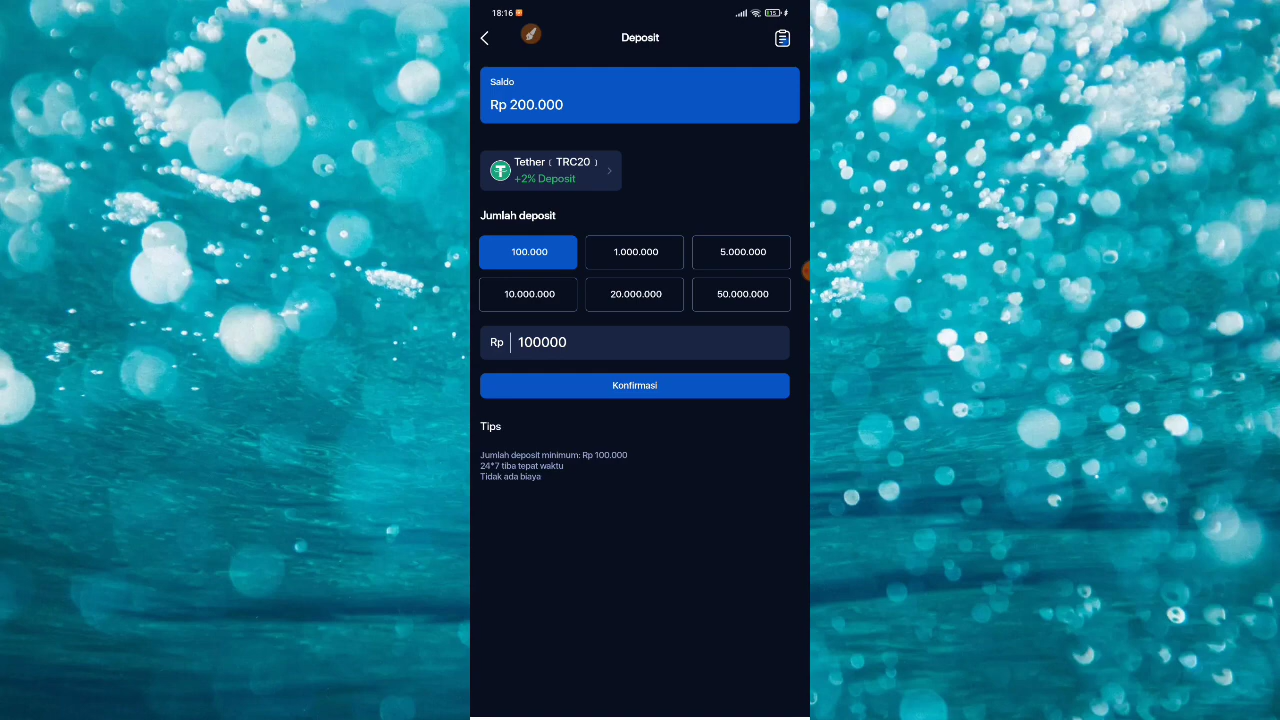 18:16
15
Deposit
Saldo
Rp 200.000
Tether ( TRC20 )
+2% Deposit
Jumlah deposit
100.000
1.000.000
5.000.000
10.000.000
20.000.000
50.000.000
Rp 100000
Konfirmasi
Tips
Jumlah deposit minimum: Rp 100.000
24*7 tiba tepat waktu
Tidak ada biaya